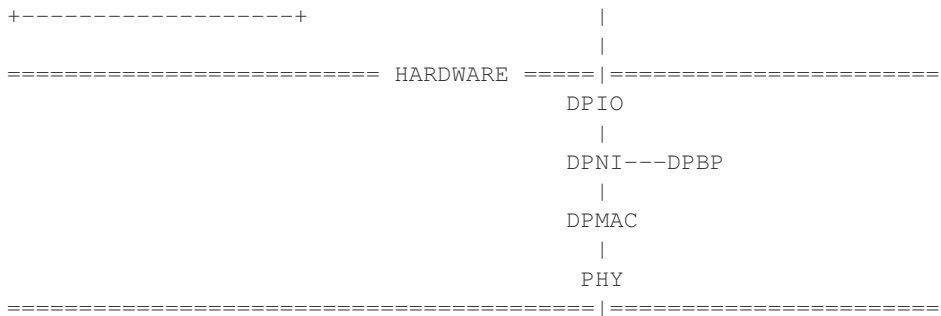 +-------------------+                    |
                                         |
========================== HARDWARE =====|=======================
                                       DPIO
                                         |
                                       DPNI---DPBP
                                         |
                                       DPMAC
                                         |
                                        PHY
=========================================|=======================